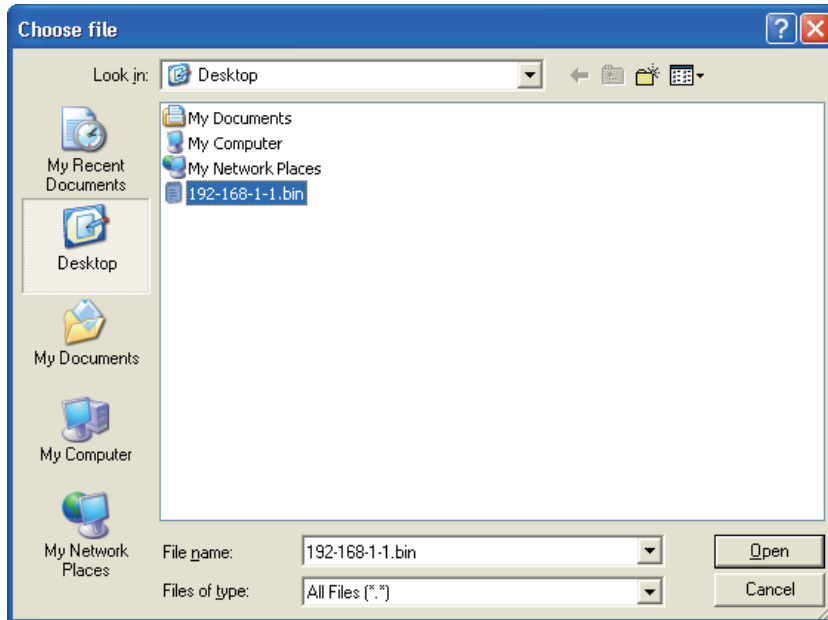 Choose file
Look in:
Desktop
My Recent
Documents
Desktop
My Documents
My Computer
My Network
Places
My Documents
My Computer
My Network Places
192-168-1-1.bin
File name:
192-168-1-1.bin
Open
Files of type:
All Files (*.*)
Cancel